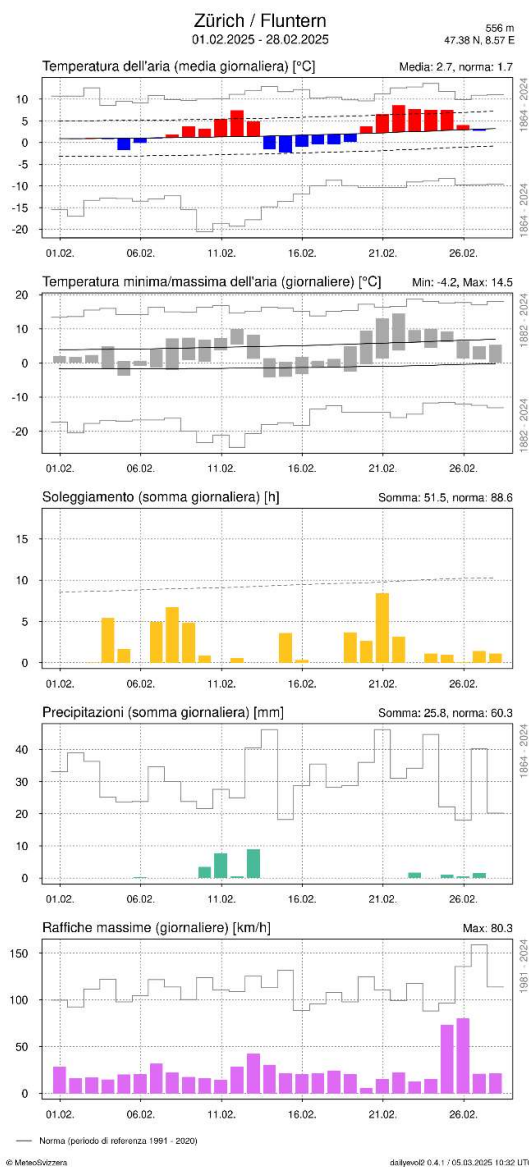 Zürich / Fluntern
01.02.2025 - 28.02.2025
556 m
47.38 N, 8.57 E
Temperatura dell'aria (media giornaliera) [°C]
Media: 2.7, norma: 1.7
10
5
0
-5
-10
-15
-20
1864 - 2024
1864 - 2024
01.02.
06.02.
11.02.
16.02.
21.02.
26.02.
Temperatura minima/massima dell'aria (giornaliere) [°C]
Min: -4.2, Max: 14.5
20
10
0
-10
-20
1882 - 2024
1882 - 2024
01.02.
06.02.
11.02.
16.02.
21.02.
26.02.
Soleggiamento (somma giornaliera) [h]
Somma: 51.5, norma: 88.6
15
10
5
0
01.02.
06.02.
11.02.
16.02.
21.02.
26.02.
Precipitazioni (somma giornaliera) [mm]
Somma: 25.8, norma: 60.3
40
30
20
10
0
1864 - 2024
01.02.
06.02.
11.02.
16.02.
21.02.
26.02.
Raffiche massime (giornaliere) [km/h]
Max: 80.3
150
100
50
0
1981 - 2024
01.02.
06.02.
11.02.
16.02.
21.02.
26.02.
Norma (periodo di referenza 1991 - 2020)
© MeteoSvizzera
dailyevol2 0.4.1 / 05.03.2025 10:32 UT